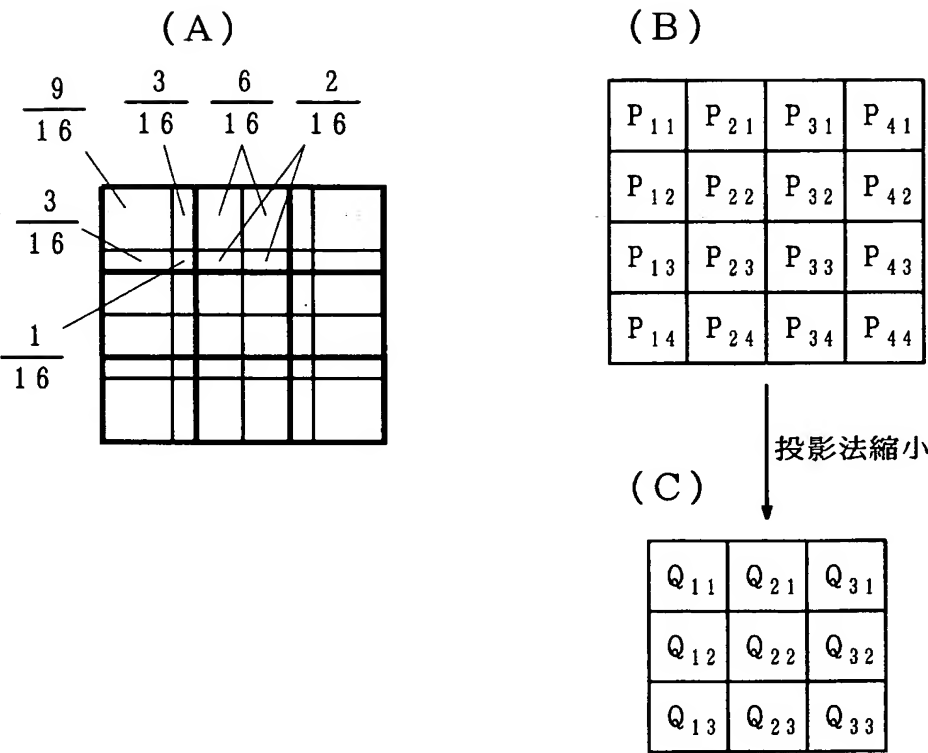 (A)
9/16 3/16 6/16 2/16
3/16
1/16
(B)
P₁₁ P₂₁ P₃₁ P₄₁
P₁₂ P₂₂ P₃₂ P₄₂
P₁₃ P₂₃ P₃₃ P₄₃
P₁₄ P₂₄ P₃₄ P₄₄
投影法縮小
(C)
Q₁₁ Q₂₁ Q₃₁
Q₁₂ Q₂₂ Q₃₂
Q₁₃ Q₂₃ Q₃₃